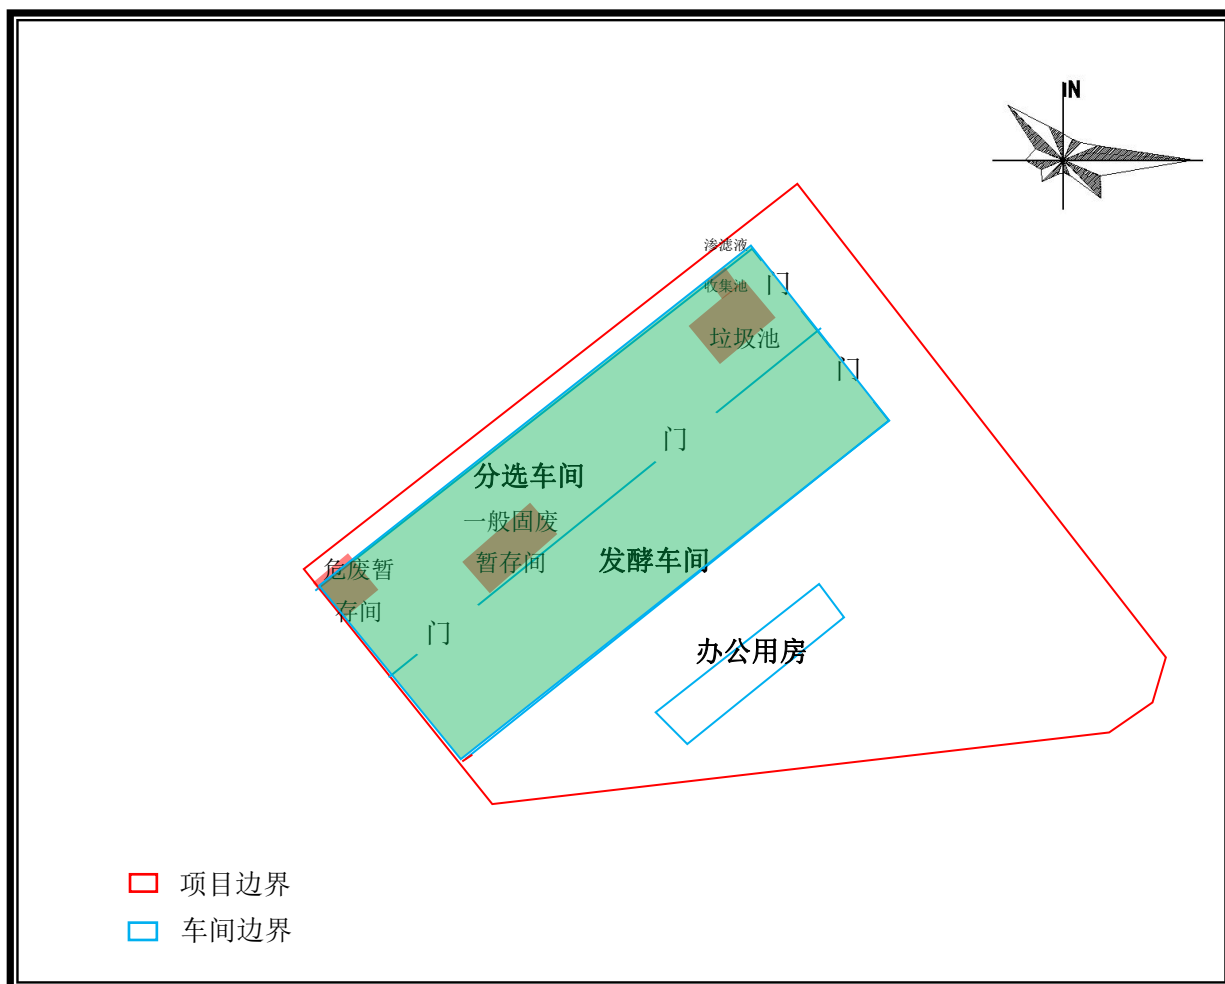 N
渗滤液
收集池
门
垃圾池
门
门
分选车间
一般固废
暂存间
发酵车间
危废暂
存间
门
办公用房
项目边界
车间边界